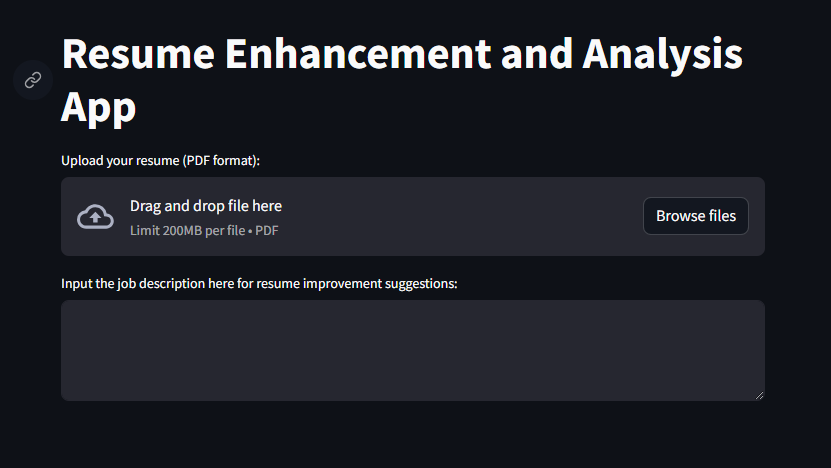 Resume Enhancement and Analysis
App
Upload your resume (PDF format):
Drag and drop file here
Limit 200MB per file • PDF
Browse files
Input the job description here for resume improvement suggestions: